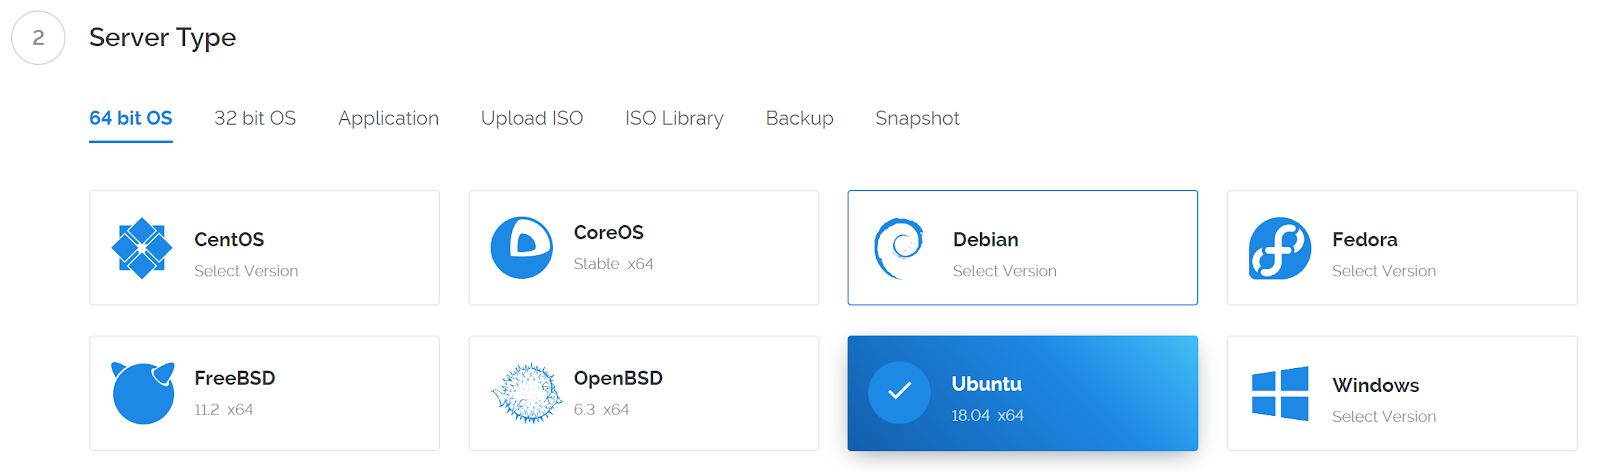 2 Server Type
64 bit OS 32 bit OS Application Upload ISO ISO Library Backup Snapshot
CentOS
Select Version
CoreOS
Stable x64
Debian
Select Version
Fedora
Select Version
FreeBSD
11.2 x64
OpenBSD
6.3 x64
Ubuntu
18.04 x64
Windows
Select Version